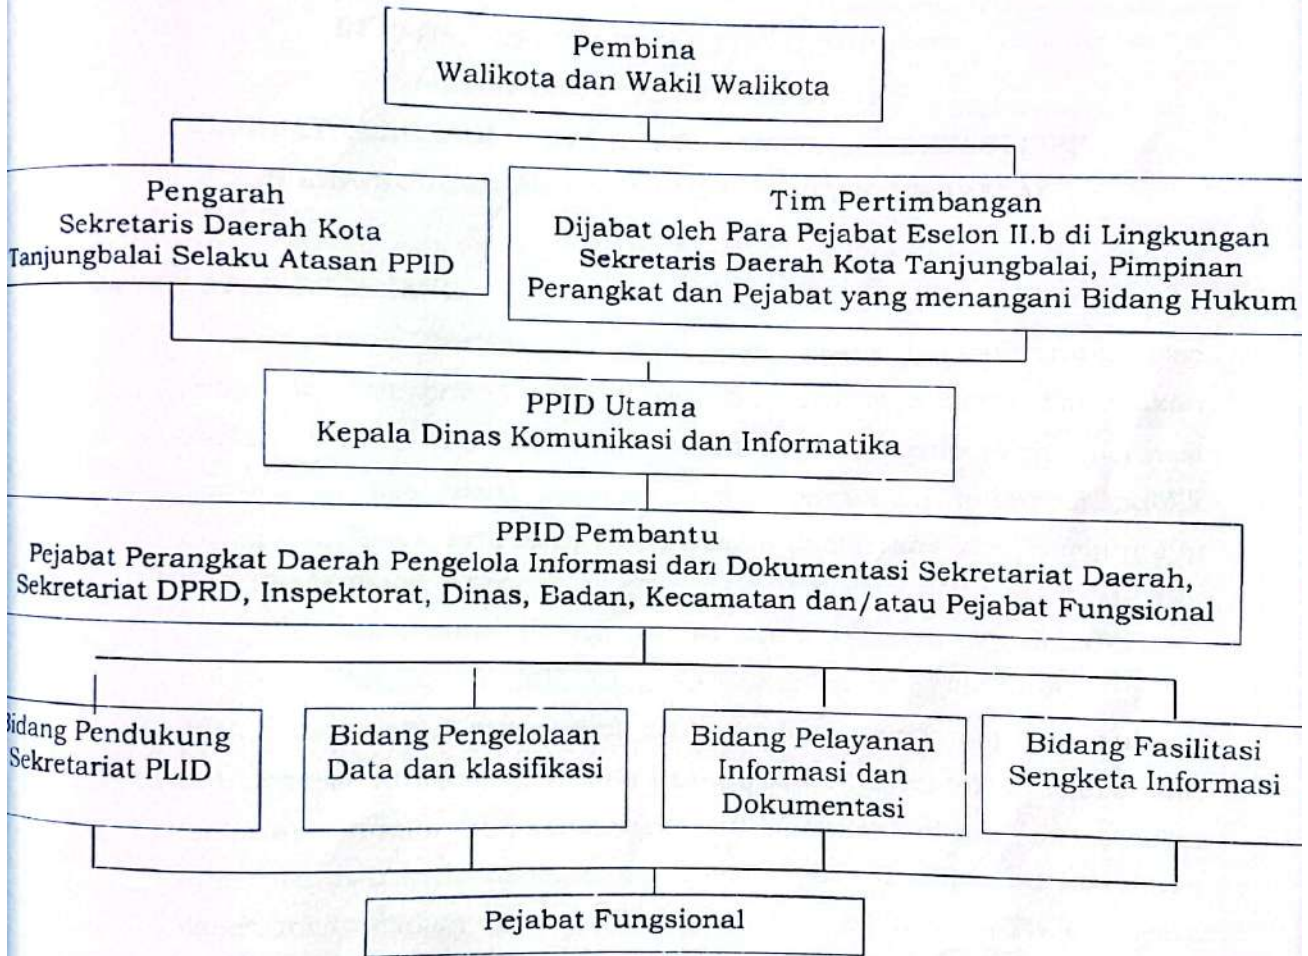 Pembina
Walikota dan Wakil Walikota
Pengarah
Sekretaris Daerah Kota
Tanjungbalai Selaku Atasan PPID
Tim Pertimbangan
Dijabat oleh Para Pejabat Eselon II.b di Lingkungan
Sekretaris Daerah Kota Tanjungbalai, Pimpinan
Perangkat dan Pejabat yang menangani Bidang Hukum
PPID Utama
Kepala Dinas Komunikasi dan Informatika
PPID Pembantu
Pejabat Perangkat Daerah Pengelola Informasi dan Dokumentasi Sekretariat Daerah,
Sekretariat DPRD, Inspektorat, Dinas, Badan, Kecamatan dan/atau Pejabat Fungsional
Bidang Pendukung
Sekretariat PLID
Bidang Pengelolaan
Data dan klasifikasi
Bidang Pelayanan
Informasi dan
Dokumentasi
Bidang Fasilitasi
Sengketa Informasi
Pejabat Fungsional